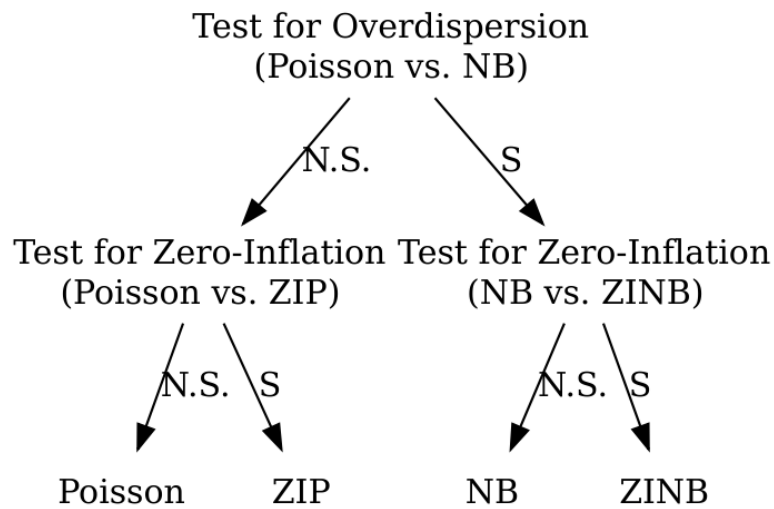 Test for Overdispersion
(Poisson vs. NB)
N.S.
S
Test for Zero-Inflation
(Poisson vs. ZIP)
Test for Zero-Inflation
(NB vs. ZINB)
N.S.
S
N.S.
S
Poisson
ZIP
NB
ZINB